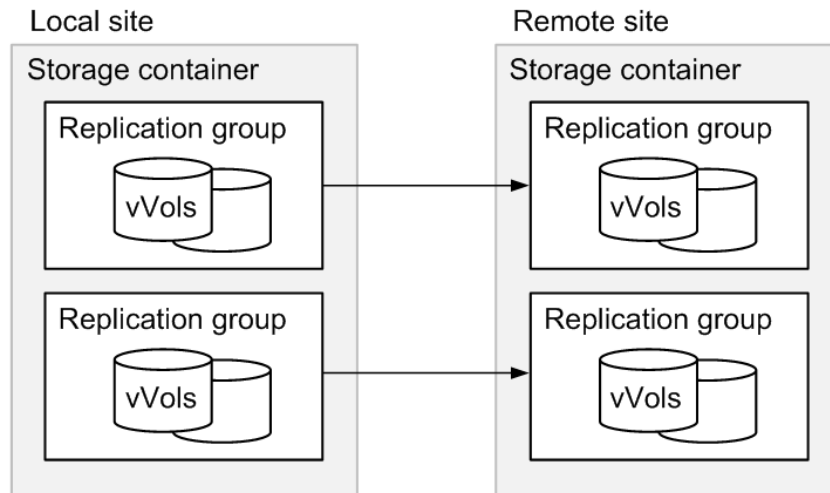 Local site
Storage container
Replication group
vVols
Replication group
vVols
Remote site
Storage container
Replication group
vVols
Replication group
vVols